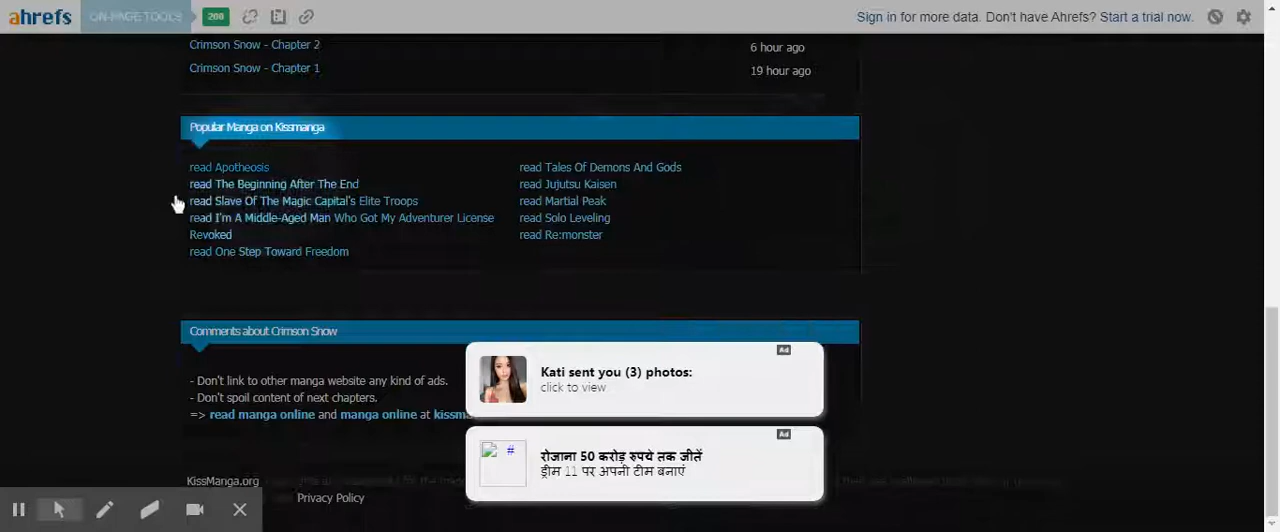 ahrefs ON-PAGE TOOLS 200 Sign in for more data. Don't have Ahrefs? Start a trial now.
Crimson Snow - Chapter 2 6 hour ago
Crimson Snow - Chapter 1 19 hour ago
Popular Manga on Kissmanga
read Apotheosis
read The Beginning After The End
read Slave Of The Magic Capital's Elite Troops
read I'm A Middle-Aged Man Who Got My Adventurer License
Revoked
read One Step Toward Freedom
read Tales Of Demons And Gods
read Jujutsu Kaisen
read Martial Peak
read Solo Leveling
read Re:monster
Comments about Crimson Snow
- Don't link to other manga website any kind of ads.
- Don't spoil content of next chapters.
=> read manga online and manga online at kissma
Ad
Kati sent you (3) photos:
click to view
Ad
#
रोजाना 50 करोड़ रुपये तक जीतें
ड्रीम 11 पर अपनी टीम बनाएं
KissManga.org
Privacy Policy